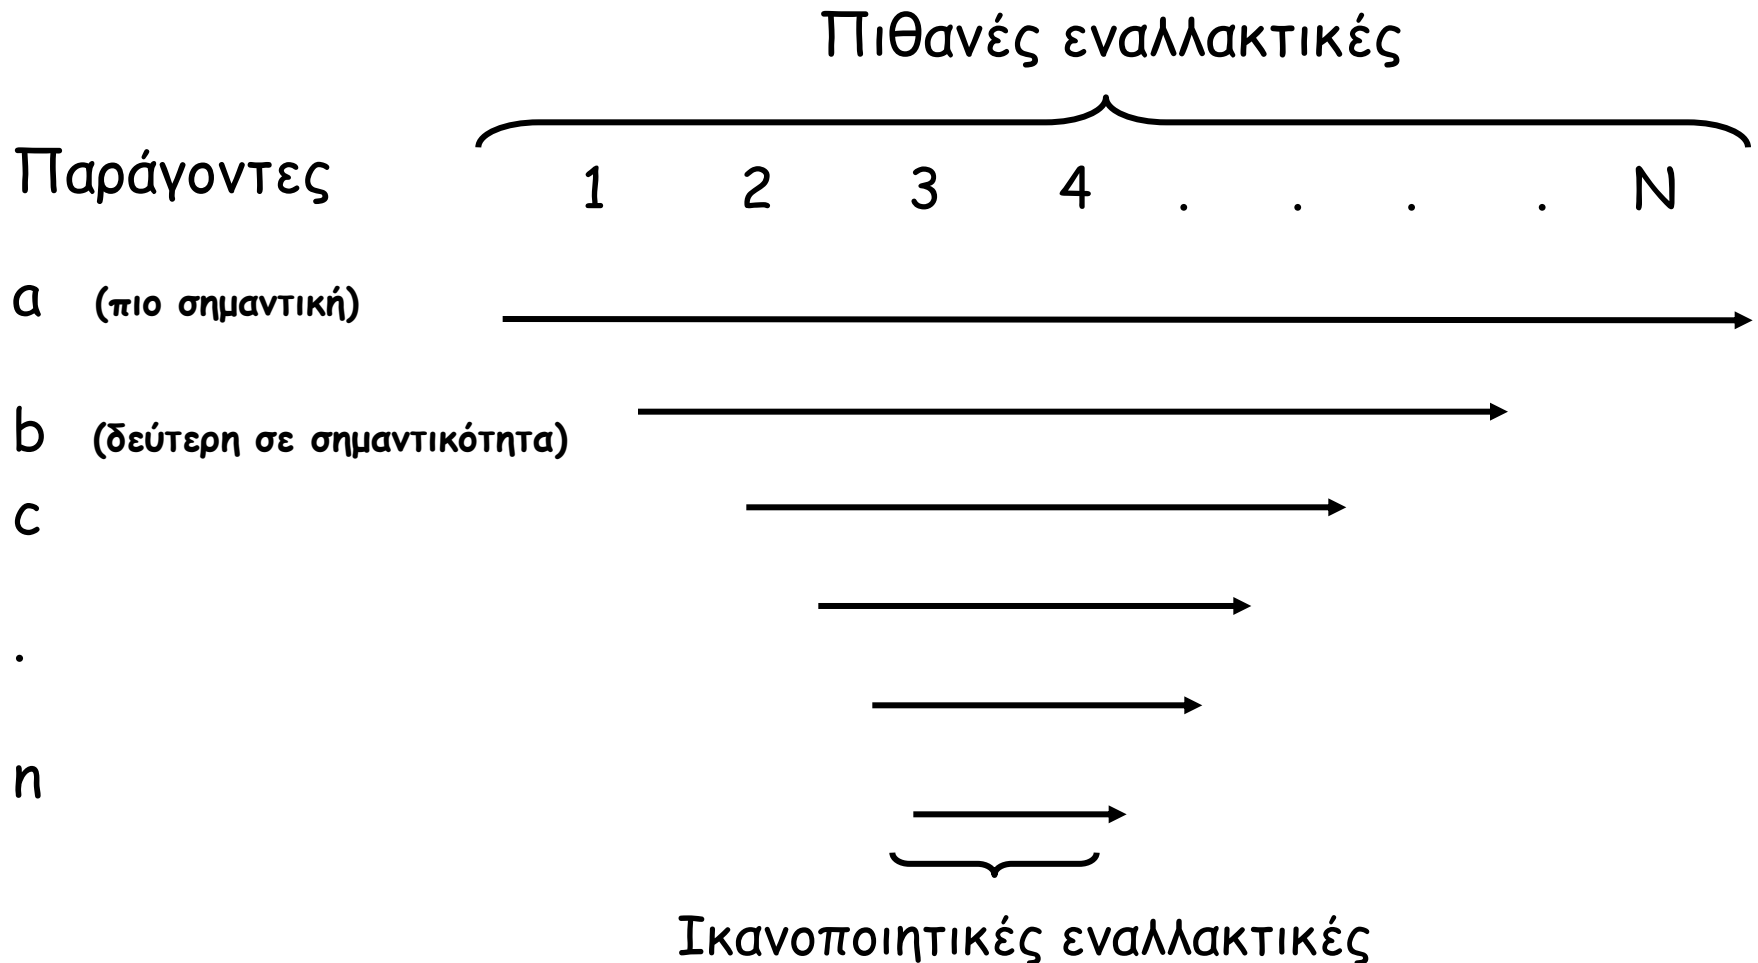 Πιθανές εναλλακτικές
Παράγοντες 1 2 3 4 . . . . N
a (πιο σημαντική)
b (δεύτερη σε σημαντικότητα)
c
.
n
Ικανοποιητικές εναλλακτικές